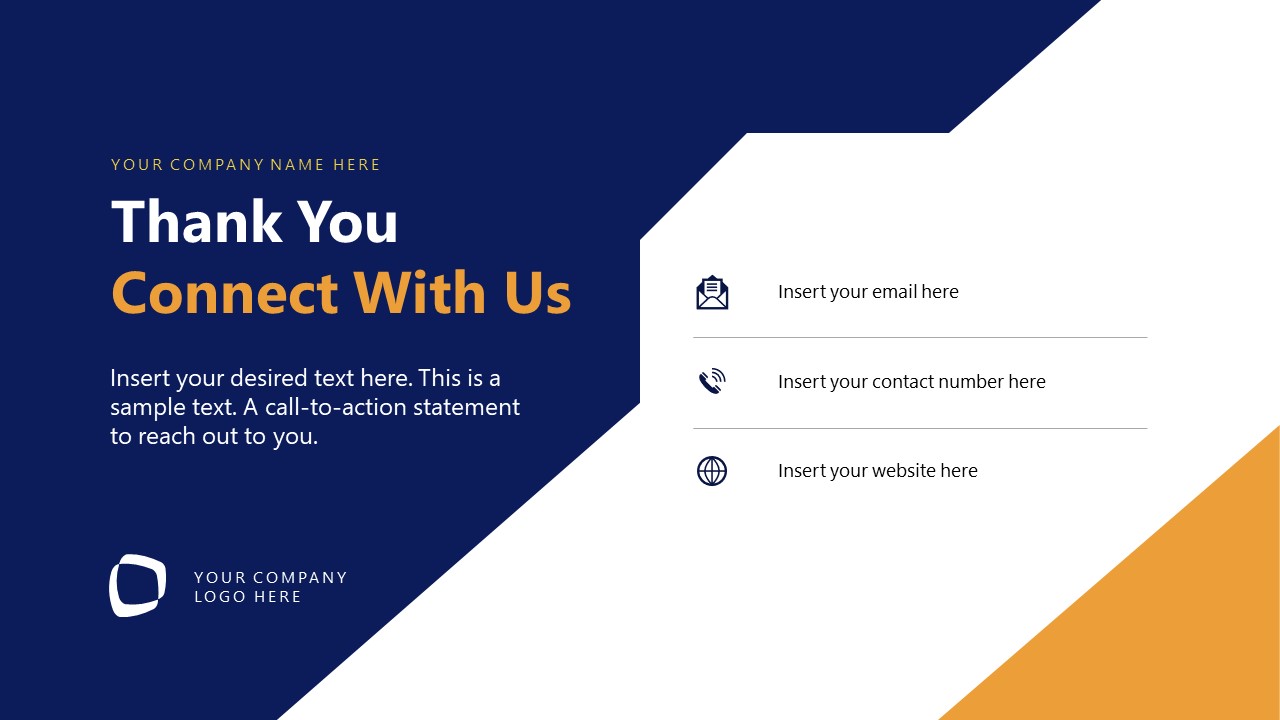 YOUR COMPANY NAME HERE
Thank You
Connect With Us
Insert your desired text here. This is a
sample text. A call-to-action statement
to reach out to you.
YOUR COMPANY
LOGO HERE
Insert your email here
Insert your contact number here
Insert your website here